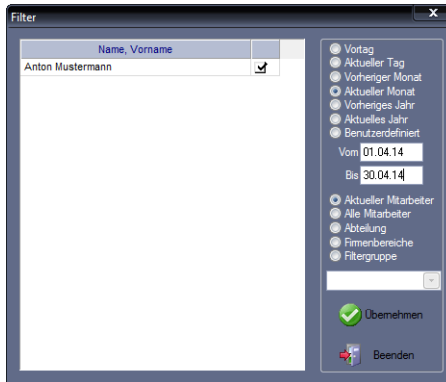 Filter
x
Name, Vorname
Anton Mustermann
Vortag
Aktueller Tag
Vorheriger Monat
Aktueller Monat
Vorheriges Jahr
Aktuelles Jahr
Benutzerdefiniert
Vom 01.04.14
Bis 30.04.14
Aktueller Mitarbeiter
Alle Mitarbeiter
Abteilung
Firmenbereiche
Filtergruppe
Übernehmen
Beenden